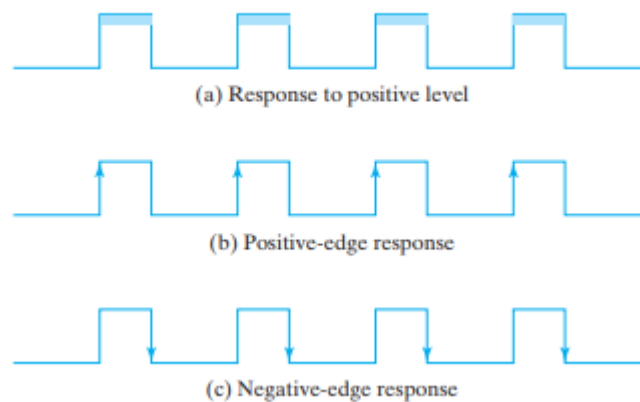 (a) Response to positive level
(b) Positive-edge response
(c) Negative-edge response